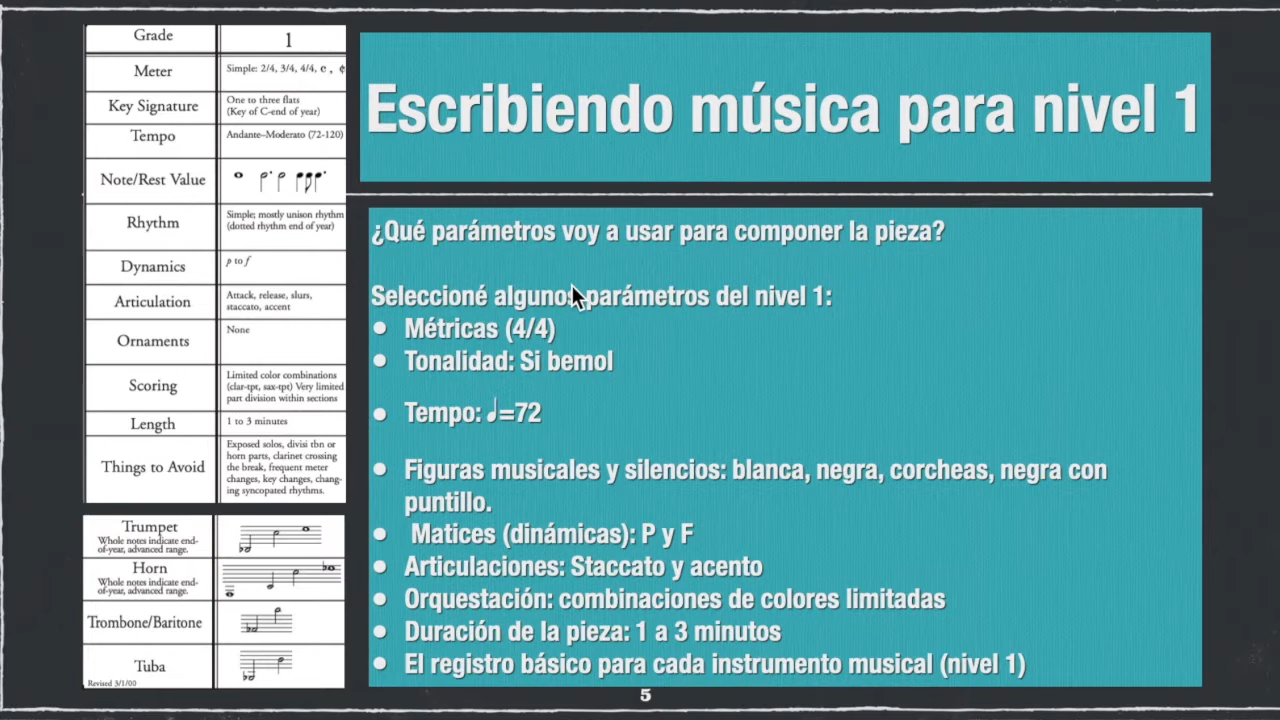 Grade 1
Meter Simple: 2/4, 3/4, 4/4, c, ¢
Key Signature One to three flats
(Key of C-end of year)
Tempo Andante–Moderato (72-120)
Note/Rest Value
Rhythm Simple; mostly unison rhythm
(dotted rhythm end of year)
Dynamics p to f
Articulation Attack, release, slurs,
staccato, accent
Ornaments None
Scoring Limited color combinations
(clar-tpt, sax-tpt) Very limited
part division within sections
Length 1 to 3 minutes
Things to Avoid Exposed solos, divisi tbn or
horn parts, clarinet crossing
the break, frequent meter
changes, key changes, chang-
ing syncopated rhythms.
Trumpet
Whole notes indicate end-
of-year, advanced range.
Horn
Whole notes indicate end-
of-year, advanced range.
Trombone/Baritone
Tuba
Revised 3/1/00
Escribiendo música para nivel 1
¿Qué parámetros voy a usar para componer la pieza?
Seleccioné algunos parámetros del nivel 1:
• Métricas (4/4)
• Tonalidad: Si bemol
• Tempo: ♩=72
• Figuras musicales y silencios: blanca, negra, corcheas, negra con
puntillo.
• Matices (dinámicas): P y F
• Articulaciones: Staccato y acento
• Orquestación: combinaciones de colores limitadas
• Duración de la pieza: 1 a 3 minutos
• El registro básico para cada instrumento musical (nivel 1)
5